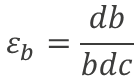 ε_b = db / bdc